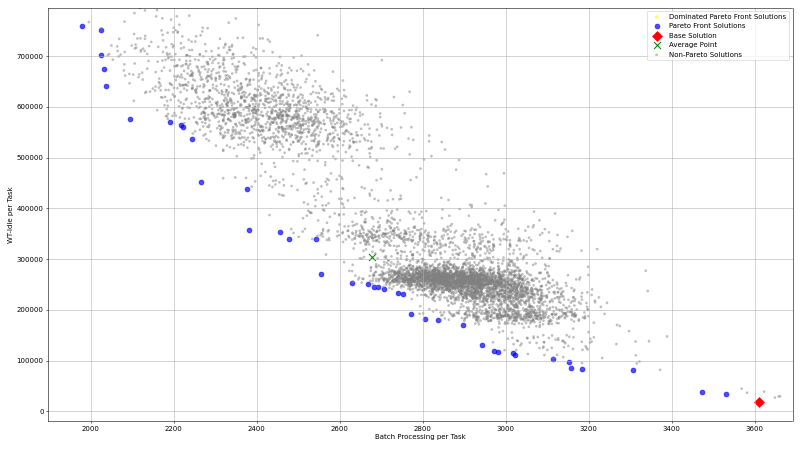 Dominated Pareto Front Solutions
Pareto Front Solutions
Base Solution
Average Point
Non-Pareto Solutions
700000
600000
500000
400000
300000
200000
100000
0
WT-Idle per Task
2000 2200 2400 2600 2800 3000 3200 3400 3600
Batch Processing per Task